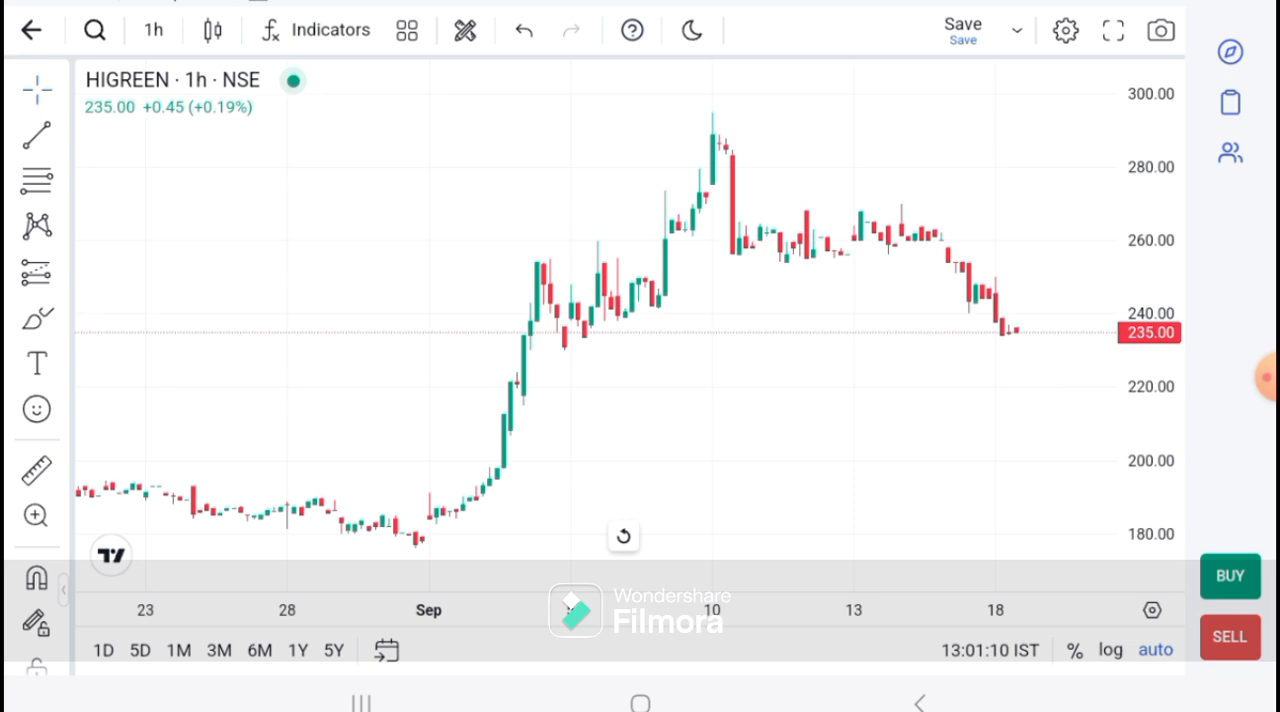 1h
Indicators
Save
Save
HIGREEN · 1h · NSE
235.00 +0.45 (+0.19%)
300.00
280.00
260.00
240.00
235.00
220.00
200.00
180.00
T
BUY
SELL
23 28 Sep 10 13 18
Wondershare
Filmora
1D 5D 1M 3M 6M 1Y 5Y
13:01:10 IST % log auto